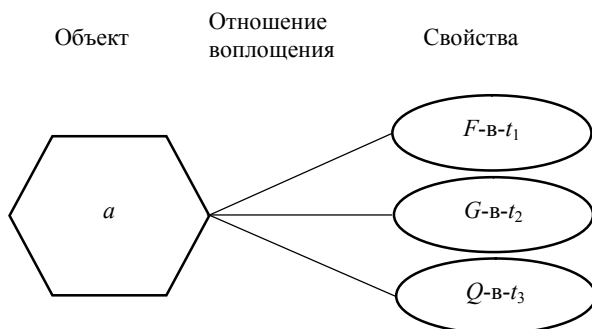 Объект
Отношение
воплощения
Свойства
a
F-в-t₁
G-в-t₂
Q-в-t₃